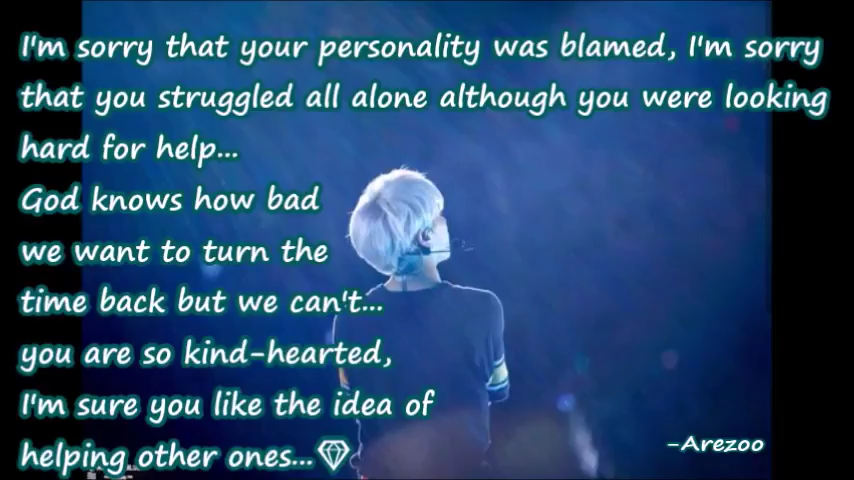 I'm sorry that your personality was blamed, I'm sorry
that you struggled all alone although you were looking
hard for help...
God knows how bad
we want to turn the
time back but we can't...
you are so kind-hearted,
I'm sure you like the idea of
helping other ones...
-Arezoo